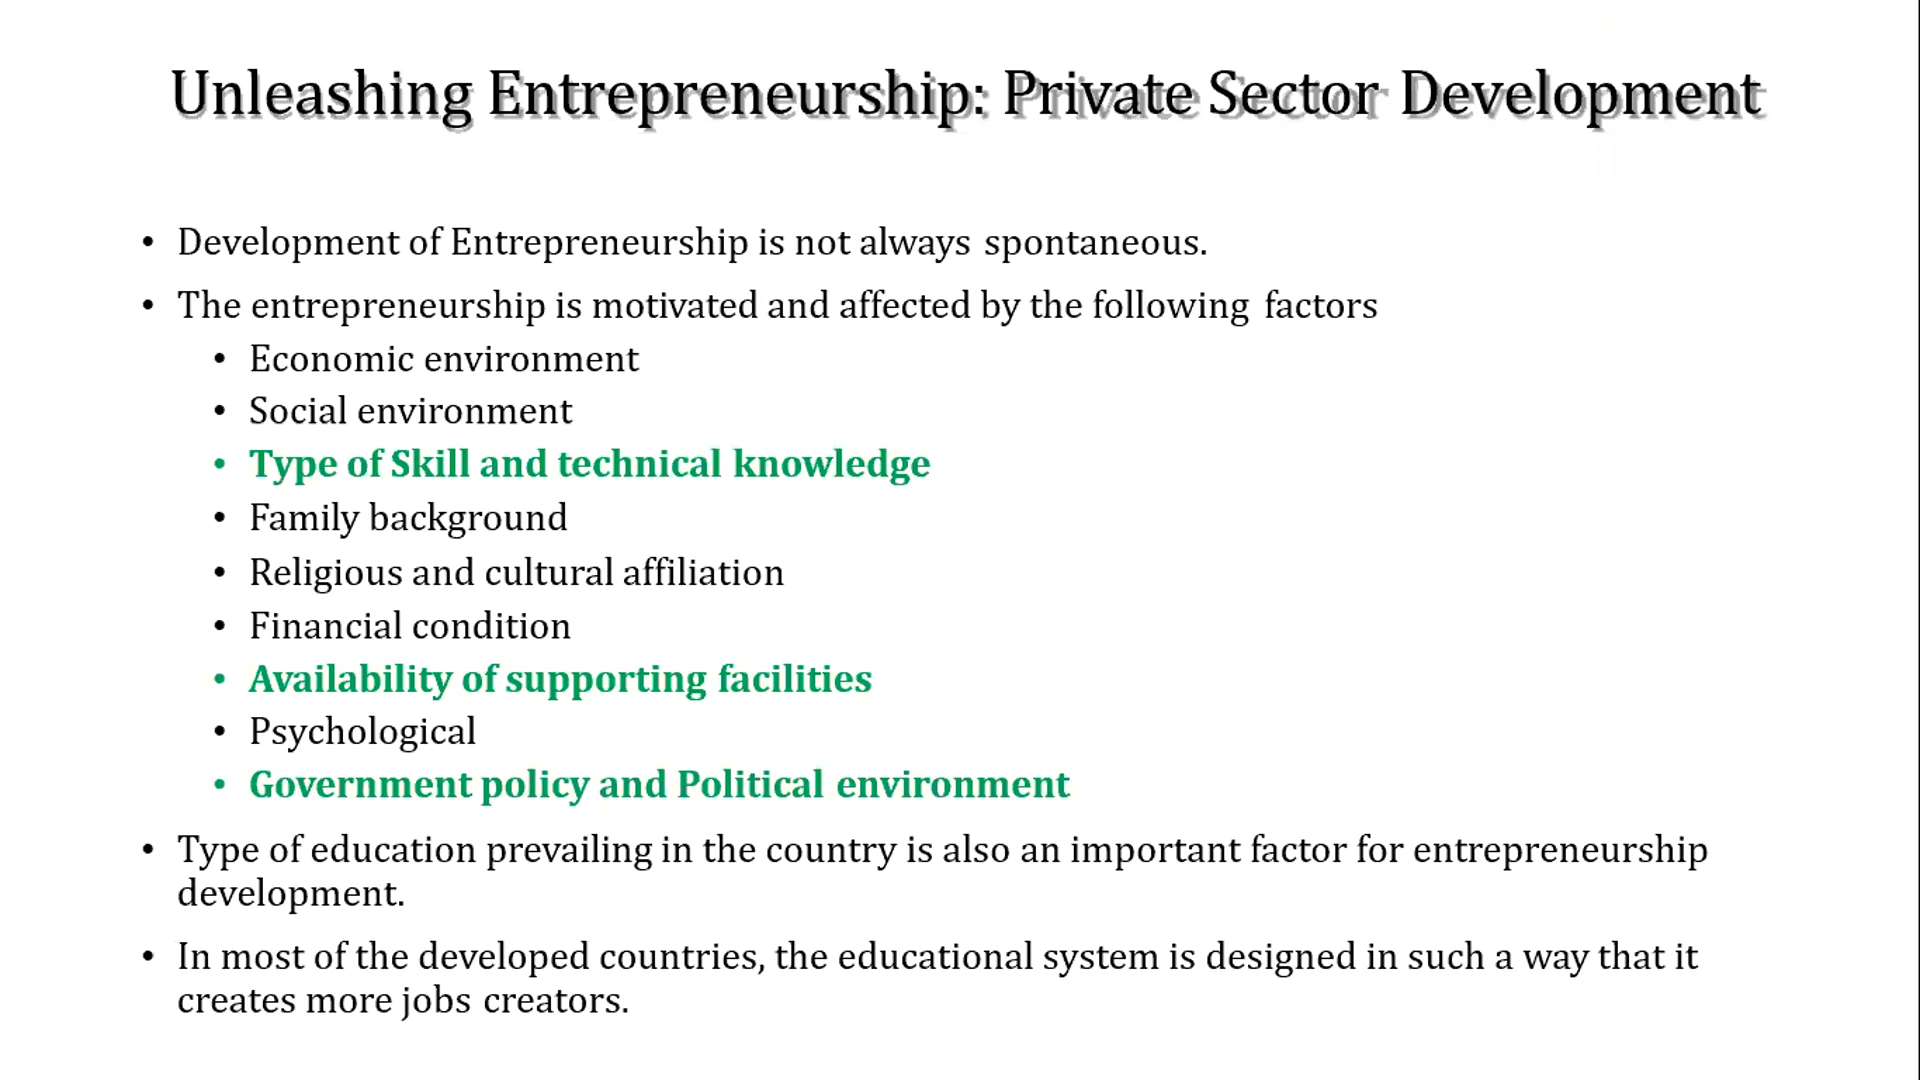 Unleashing Entrepreneurship: Private Sector Development
• Development of Entrepreneurship is not always spontaneous.
• The entrepreneurship is motivated and affected by the following factors
• Economic environment
• Social environment
• Type of Skill and technical knowledge
• Family background
• Religious and cultural affiliation
• Financial condition
• Availability of supporting facilities
• Psychological
• Government policy and Political environment
• Type of education prevailing in the country is also an important factor for entrepreneurship
development.
• In most of the developed countries, the educational system is designed in such a way that it
creates more jobs creators.